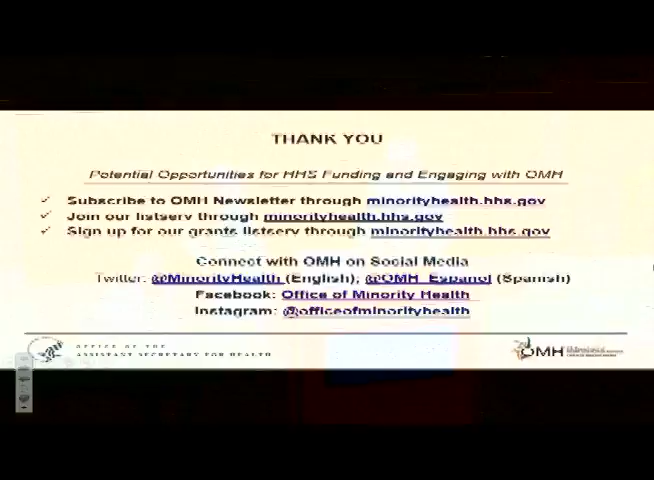 THANK YOU
Potential Opportunities for HHS Funding and Engaging with OMH
✓ Subscribe to OMH Newsletter through minorityhealth.hhs.gov
✓ Join our listserv through minorityhealth.hhs.gov
✓ Sign up for our grants listserv through minorityhealth.hhs.gov
Connect with OMH on Social Media
Twitter: @MinorityHealth (English); @OMH_Espanol (Spanish)
Facebook: Office of Minority Health
Instagram: @officeofminorityhealth
OFFICE OF THE
ASSISTANT SECRETARY FOR HEALTH
OMH